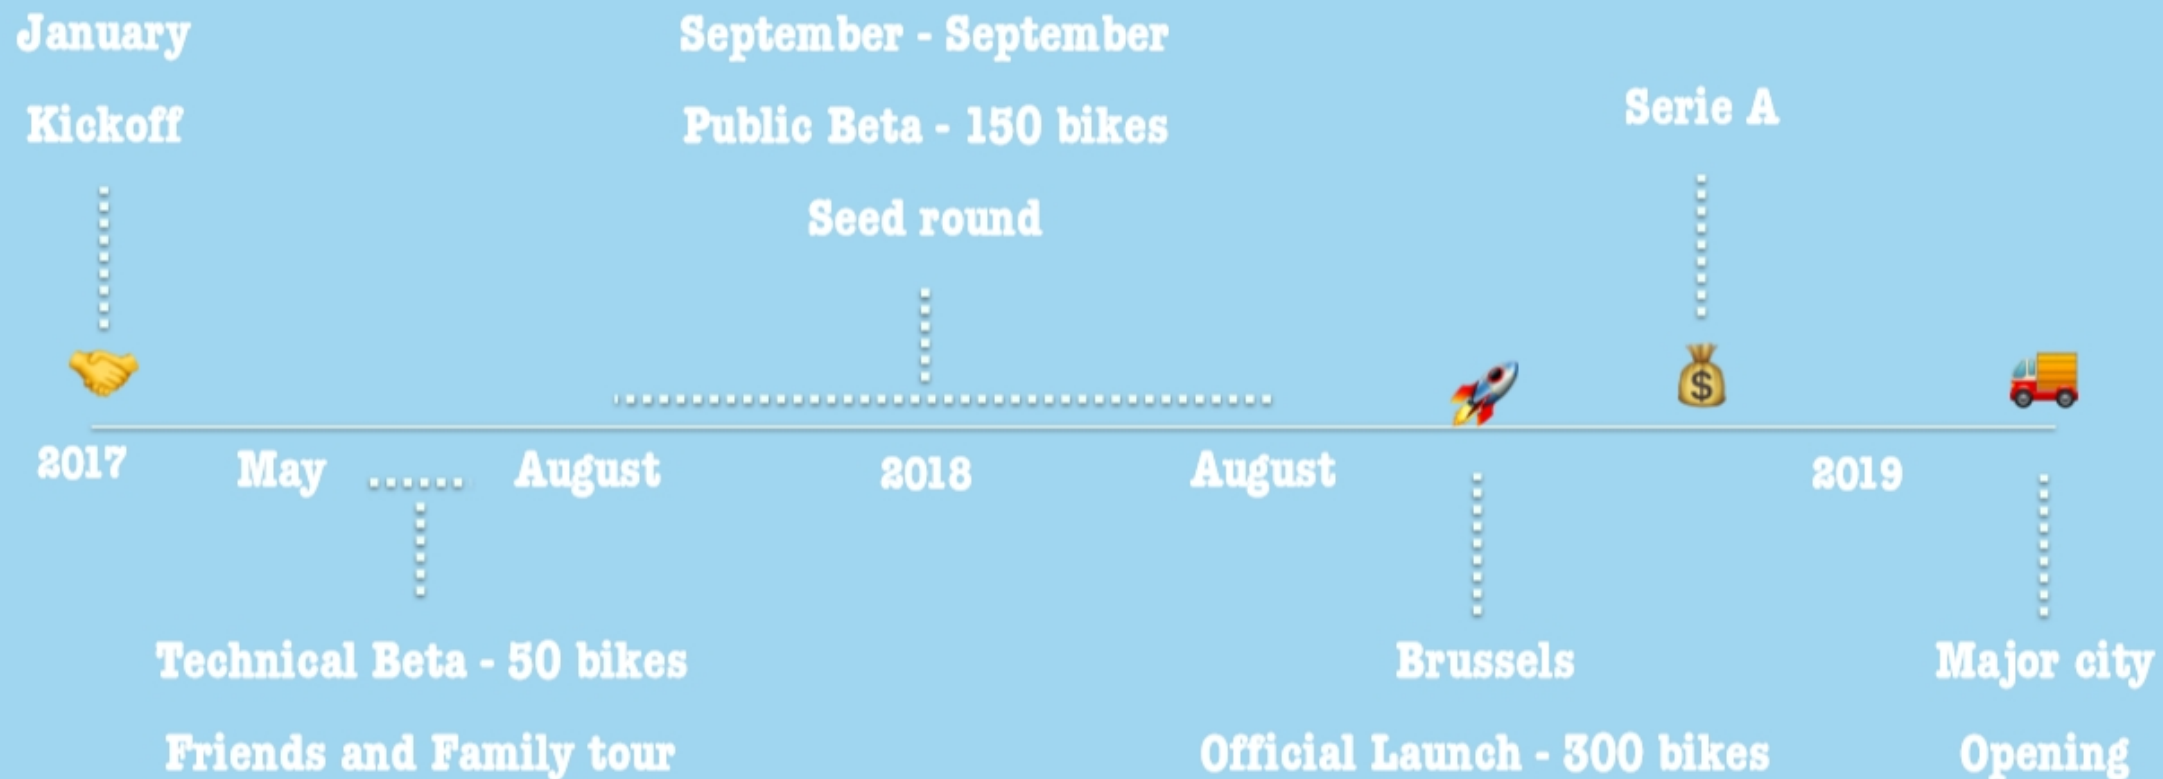 January
Kickoff
September - September
Public Beta - 150 bikes
Seed round
Serie A
$
2017
May
August
2018
August
2019
Technical Beta - 50 bikes
Friends and Family tour
Brussels
Official Launch - 300 bikes
Major city
Opening